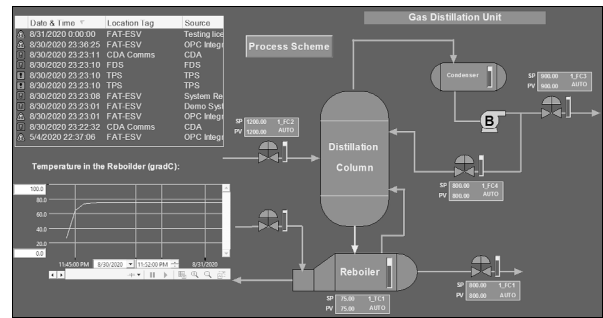 Gas Distillation Unit
Date & Time Location Tag Source
8/31/2020 0:00:00 FAT-ESV Testing lice
8/30/2020 23:36:25 FAT-ESV OPC Integr
8/30/2020 23:23:11 CDA Comms CDA
8/30/2020 23:23:10 FDS FDS
8/30/2020 23:23:10 TPS TPS
8/30/2020 23:23:10 TPS TPS
8/30/2020 23:23:08 FAT-ESV System Re
8/30/2020 23:23:01 FAT-ESV Demo Syst
8/30/2020 23:23:01 FAT-ESV OPC Integr
8/30/2020 23:22:32 CDA Comms CDA
5/4/2020 22:37:06 FAT-ESV OPC Integr
Process Scheme
Condenser
SP 900.00 1_FC3
PV 900.00 AUTO
B
SP 1200.00 1_FC2
PV 1200.00 AUTO
Distillation
Column
SP 800.00 1_FC4
PV 800.00 AUTO
Temperature in the Reboiler (gradC):
100.0
80.0
60.0
40.0
20.0
0.0
11:45:00 PM 8/30/2020 11:52:00 PM 8/31/2020
Reboiler
SP 75.00 1_TC1
PV 75.00 AUTO
SP 800.00 1_FC1
PV 800.00 AUTO